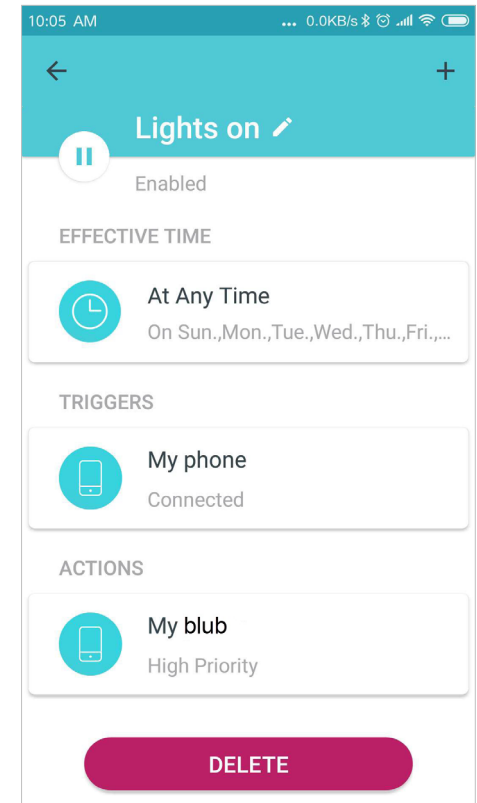 10:05 AM ... 0.0KB/s
Lights on
Enabled
EFFECTIVE TIME
At Any Time
On Sun.,Mon.,Tue.,Wed.,Thu.,Fri.,...
TRIGGERS
My phone
Connected
ACTIONS
My blub
High Priority
DELETE